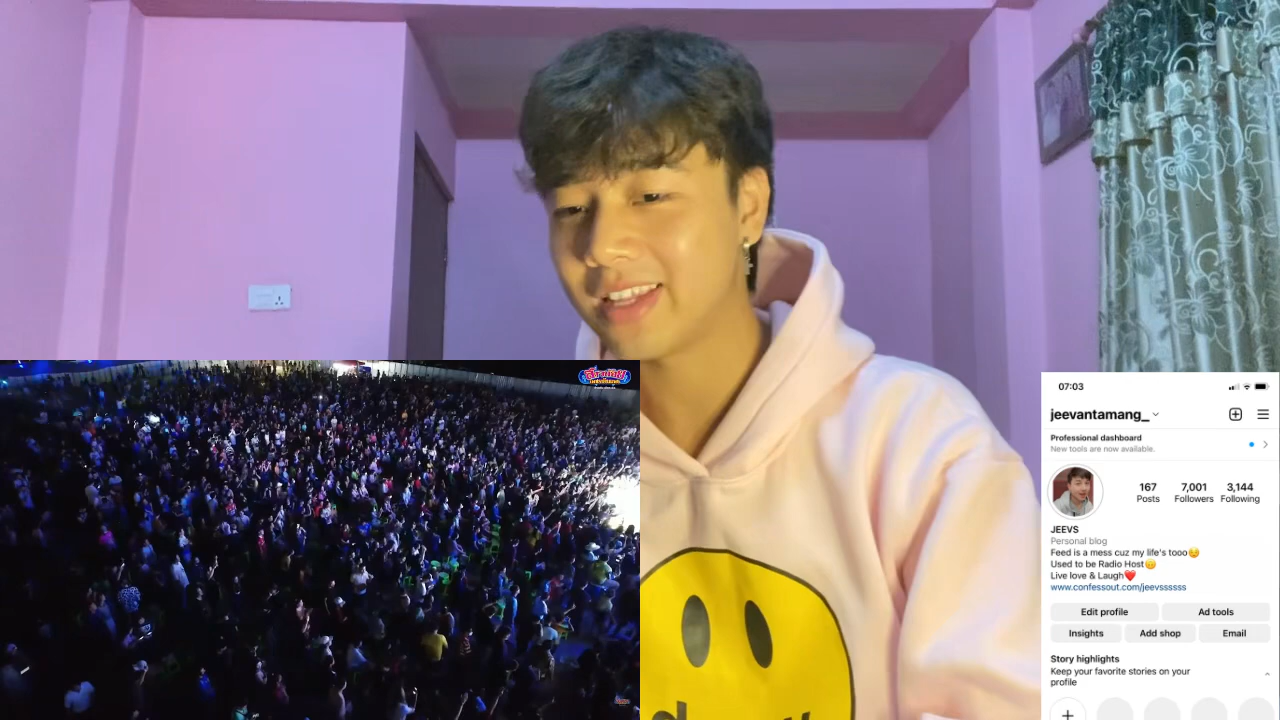 07:03
jeevantamang_
Professional dashboard
New tools are now available.
167 7,001 3,144
Posts Followers Following
JEEVS
Personal blog
Feed is a mess cuz my life's tooo😔
Used to be Radio Host🙂
Live love & Laugh❤️
www.confessout.com/jeevssssss
Edit profile Ad tools
Insights Add shop Email
Story highlights
Keep your favorite stories on your
profile